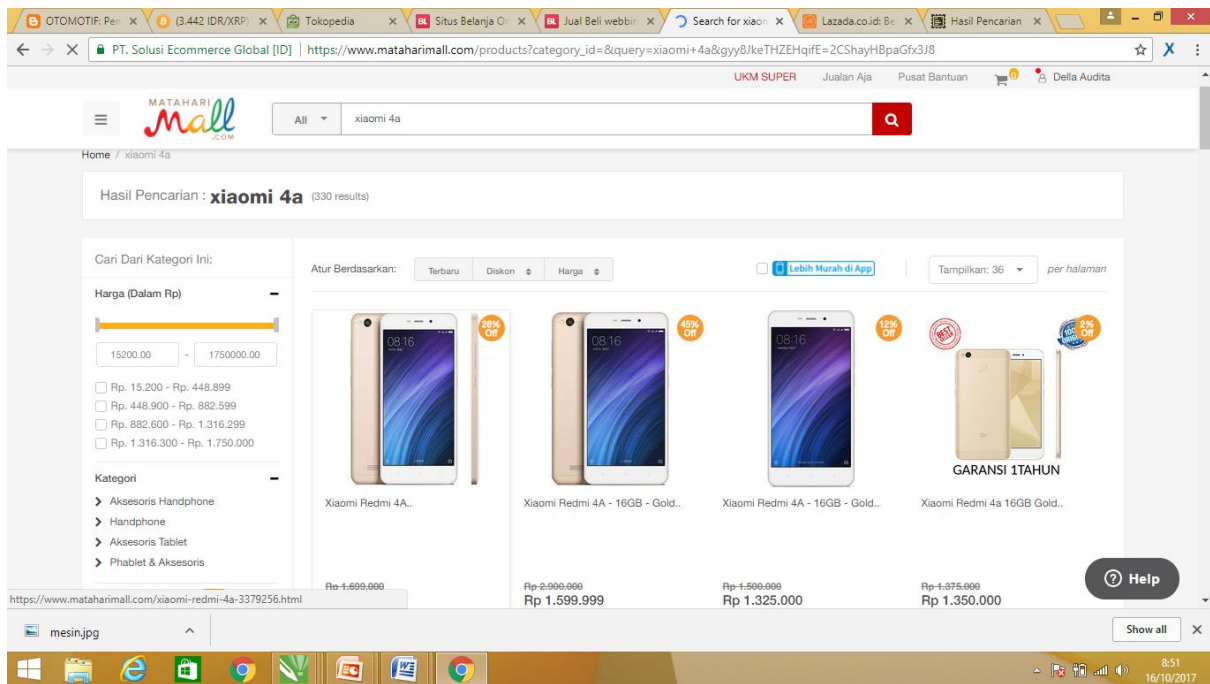 OTOMOTIF: Per
(3.442 IDR/XRP)
Tokopedia
Situs Belanja On
Jual Beli webbin
Search for xiaom
Lazada.co.id: Be
Hasil Pencarian
PT. Solusi Ecommerce Global [ID] https://www.mataharimall.com/products?category_id=&query=xiaomi+4a&gyy8JkeTHZEHqifE=2CShayHBpaGfx3J8
UKM SUPER Jualan Aja Pusat Bantuan 0 Della Audita
MATAHARI
Mall
.COM
All xiaomi 4a
Home / xiaomi 4a
Hasil Pencarian : xiaomi 4a (330 results)
Cari Dari Kategori Ini:
Harga (Dalam Rp)
15200.00 - 1750000.00
Rp. 15.200 - Rp. 448.899
Rp. 448.900 - Rp. 882.599
Rp. 882.600 - Rp. 1.316.299
Rp. 1.316.300 - Rp. 1.750.000
Kategori
Aksesoris Handphone
Handphone
Aksesoris Tablet
Phablet & Aksesoris
Atur Berdasarkan: Terbaru Diskon Harga Lebih Murah di App Tampilkan: 36 per halaman
26% Off
08:16
Xiaomi Redmi 4A..
Rp 1.699.000
45% Off
08:16
Xiaomi Redmi 4A - 16GB - Gold..
Rp 2.900.000
Rp 1.599.999
12% Off
08:16
Xiaomi Redmi 4A - 16GB - Gold..
Rp 1.500.000
Rp 1.325.000
BEST
2% Off
GARANSI 1TAHUN
Xiaomi Redmi 4a 16GB Gold..
Rp 1.375.000
Rp 1.350.000
Help
https://www.mataharimall.com/xiaomi-redmi-4a-3379256.html
mesin.jpg
Show all
8:51
16/10/2017